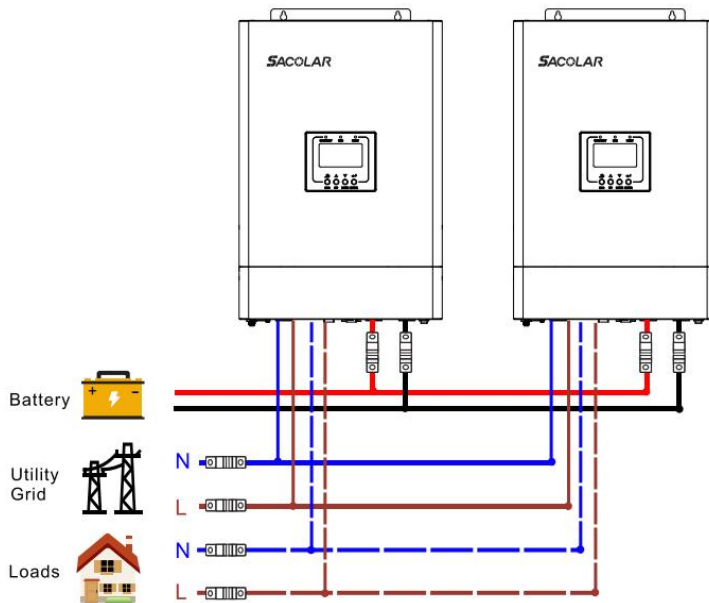 SACOLAR
SACOLAR
Battery
+ -
Utility
Grid
N
L
Loads
N
L